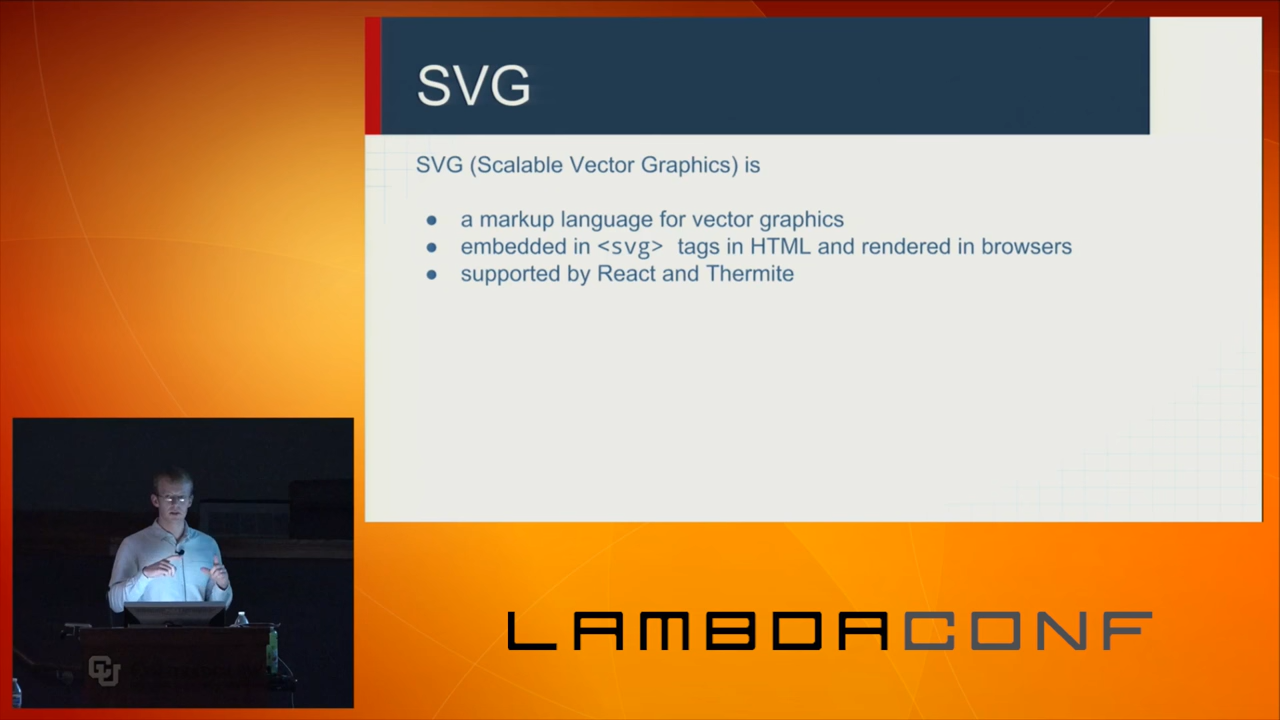 SVG
SVG (Scalable Vector Graphics) is
● a markup language for vector graphics
● embedded in <svg> tags in HTML and rendered in browsers
● supported by React and Thermite
LAMBDACONF
CU